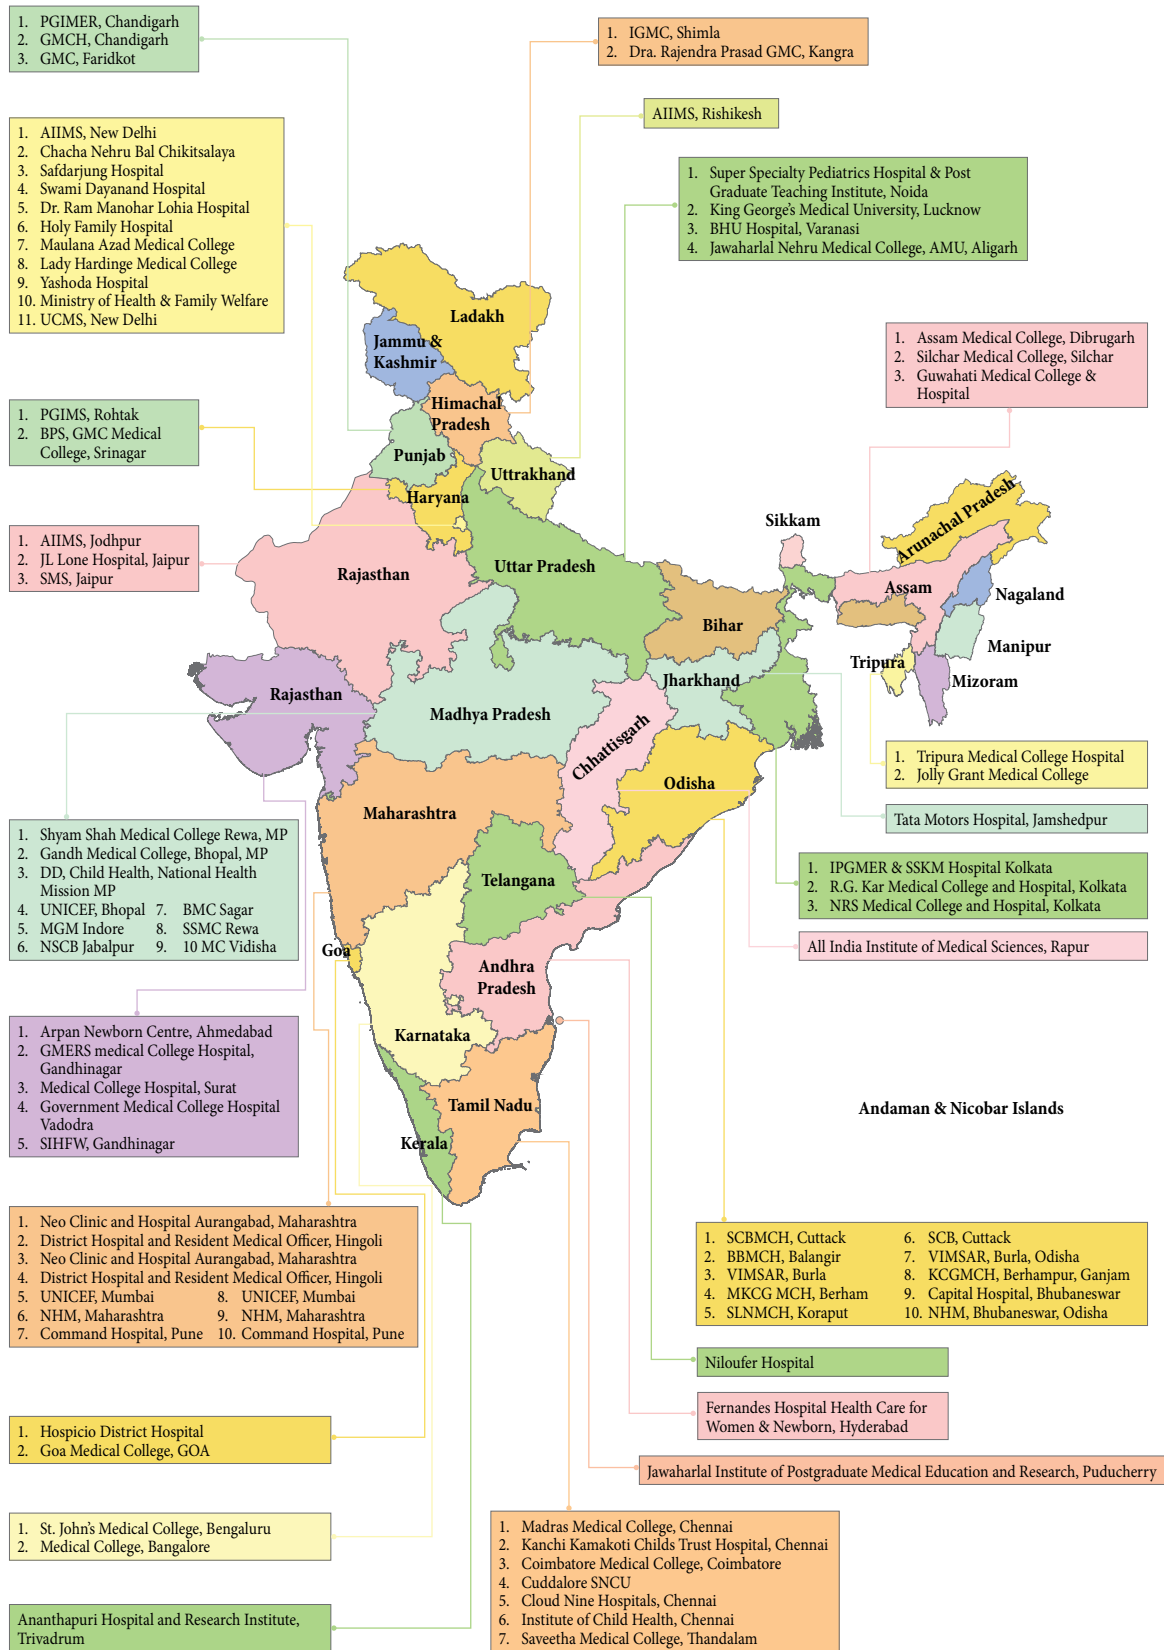 1. PGIMER, Chandigarh
2. GMCH, Chandigarh
3. GMC, Faridkot
1. IGMC, Shimla
2. Dra. Rajendra Prasad GMC, Kangra
AIIMS, Rishikesh
1. AIIMS, New Delhi
2. Chacha Nehru Bal Chikitsalaya
3. Safdarjung Hospital
4. Swami Dayanand Hospital
5. Dr. Ram Manohar Lohia Hospital
6. Holy Family Hospital
7. Maulana Azad Medical College
8. Lady Hardinge Medical College
9. Yashoda Hospital
10. Ministry of Health & Family Welfare
11. UCMS, New Delhi
1. Super Specialty Pediatrics Hospital & Post
Graduate Teaching Institute, Noida
2. King George's Medical University, Lucknow
3. BHU Hospital, Varanasi
4. Jawaharlal Nehru Medical College, AMU, Aligarh
Ladakh
Jammu &
Kashmir
Himachal
Pradesh
Punjab
Uttrakhand
Haryana
1. Assam Medical College, Dibrugarh
2. Silchar Medical College, Silchar
3. Guwahati Medical College &
Hospital
1. PGIMS, Rohtak
2. BPS, GMC Medical
College, Srinagar
1. AIIMS, Jodhpur
2. JL Lone Hospital, Jaipur
3. SMS, Jaipur
Rajasthan
Uttar Pradesh
Sikkam
Arunachal Pradesh
Assam
Nagaland
Bihar
Manipur
Tripura
Mizoram
Rajasthan
Madhya Pradesh
Jharkhand
Chhattisgarh
Odisha
Maharashtra
Telangana
Goa
Andhra
Pradesh
Karnataka
Tamil Nadu
Kerala
Andaman & Nicobar Islands
1. Tripura Medical College Hospital
2. Jolly Grant Medical College
Tata Motors Hospital, Jamshedpur
1. IPGMER & SSKM Hospital Kolkata
2. R.G. Kar Medical College and Hospital, Kolkata
3. NRS Medical College and Hospital, Kolkata
All India Institute of Medical Sciences, Rapur
1. Shyam Shah Medical College Rewa, MP
2. Gandh Medical College, Bhopal, MP
3. DD, Child Health, National Health
Mission MP
4. UNICEF, Bhopal 7. BMC Sagar
5. MGM Indore 8. SSMC Rewa
6. NSCB Jabalpur 9. 10 MC Vidisha
1. Arpan Newborn Centre, Ahmedabad
2. GMERS medical College Hospital,
Gandhinagar
3. Medical College Hospital, Surat
4. Government Medical College Hospital
Vadodra
5. SIHFW, Gandhinagar
1. Neo Clinic and Hospital Aurangabad, Maharashtra
2. District Hospital and Resident Medical Officer, Hingoli
3. Neo Clinic and Hospital Aurangabad, Maharashtra
4. District Hospital and Resident Medical Officer, Hingoli
5. UNICEF, Mumbai 8. UNICEF, Mumbai
6. NHM, Maharashtra 9. NHM, Maharashtra
7. Command Hospital, Pune 10. Command Hospital, Pune
1. SCBMCH, Cuttack 6. SCB, Cuttack
2. BBMCH, Balangir 7. VIMSAR, Burla, Odisha
3. VIMSAR, Burla 8. KCGMCH, Berhampur, Ganjam
4. MKCG MCH, Berham 9. Capital Hospital, Bhubaneswar
5. SLNMCH, Koraput 10. NHM, Bhubaneswar, Odisha
Niloufer Hospital
Fernandes Hospital Health Care for
Women & Newborn, Hyderabad
1. Hospicio District Hospital
2. Goa Medical College, GOA
Jawaharlal Institute of Postgraduate Medical Education and Research, Puducherry
1. St. John's Medical College, Bengaluru
2. Medical College, Bangalore
1. Madras Medical College, Chennai
2. Kanchi Kamakoti Childs Trust Hospital, Chennai
3. Coimbatore Medical College, Coimbatore
4. Cuddalore SNCU
5. Cloud Nine Hospitals, Chennai
6. Institute of Child Health, Chennai
7. Saveetha Medical College, Thandalam
Ananthapuri Hospital and Research Institute,
Trivadrum